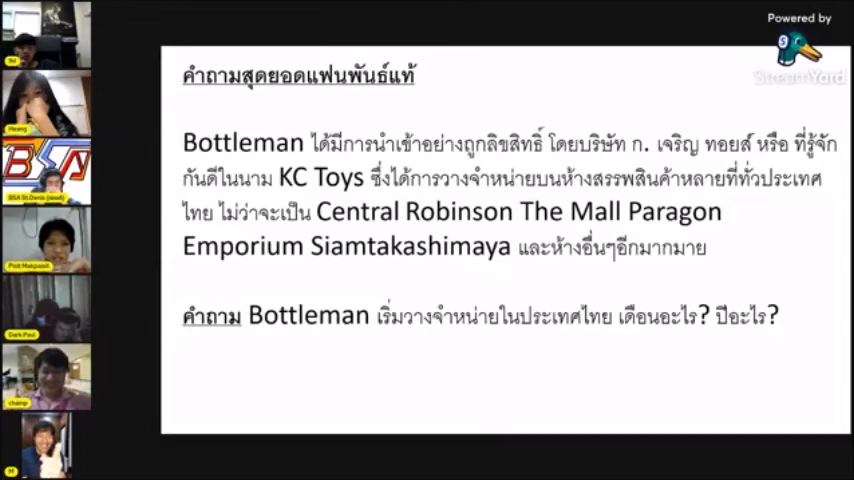 Powered by
StreamYard
คำถามสุดยอดแฟนพันธ์แท้
Bottleman ได้มีการนำเข้าอย่างถูกลิขสิทธิ์ โดยบริษัท ก. เจริญ ทอยส์ หรือ ที่รู้จัก
กันดีในนาม KC Toys ซึ่งได้การวางจำหน่ายบนห้างสรรพสินค้าหลายที่ทั่วประเทศ
ไทย ไม่ว่าจะเป็น Central Robinson The Mall Paragon
Emporium Siamtakashimaya และห้างอื่นๆอีกมากมาย
คำถาม Bottleman เริ่มวางจำหน่ายในประเทศไทย เดือนอะไร? ปีอะไร?
Heang
BSA
BSA St.Denis (seua!)
Pisit Makpaisit
Dark Paul
champ
M